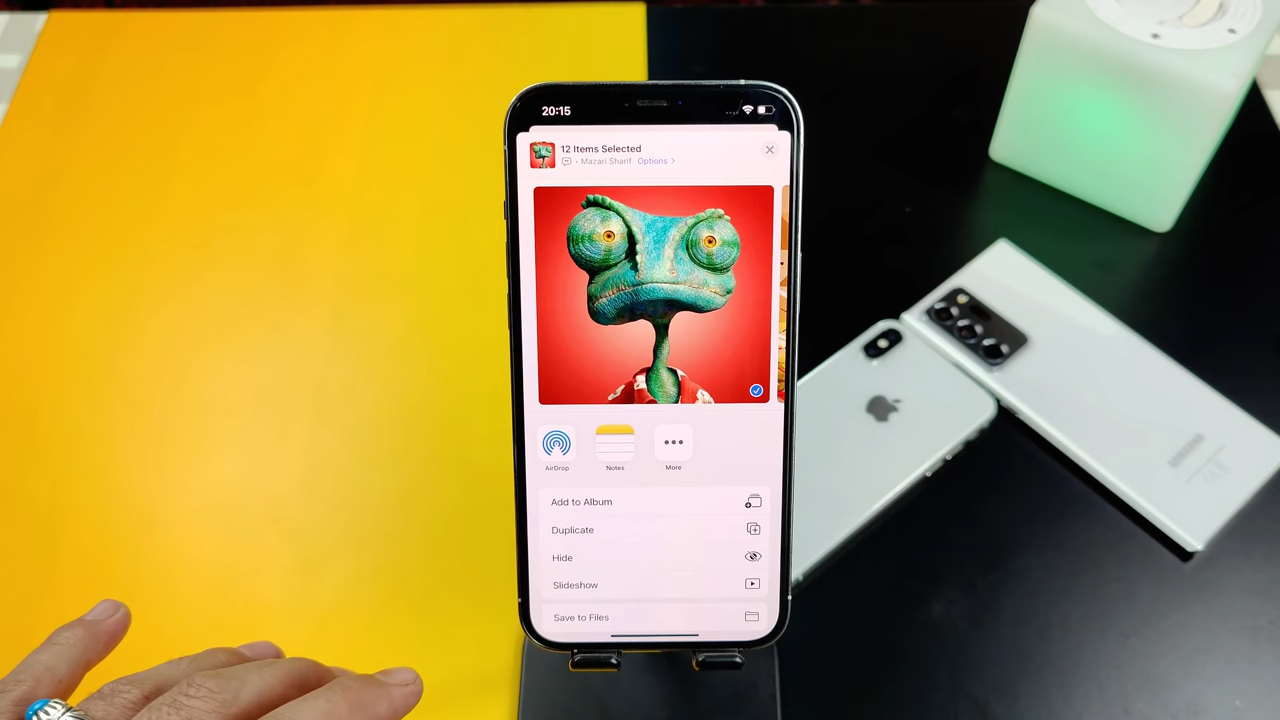 20:15
12 Items Selected
• Mazari Sharif Options >
AirDrop
Notes
More
Add to Album
Duplicate
Hide
Slideshow
Save to Files
SAMSUNG